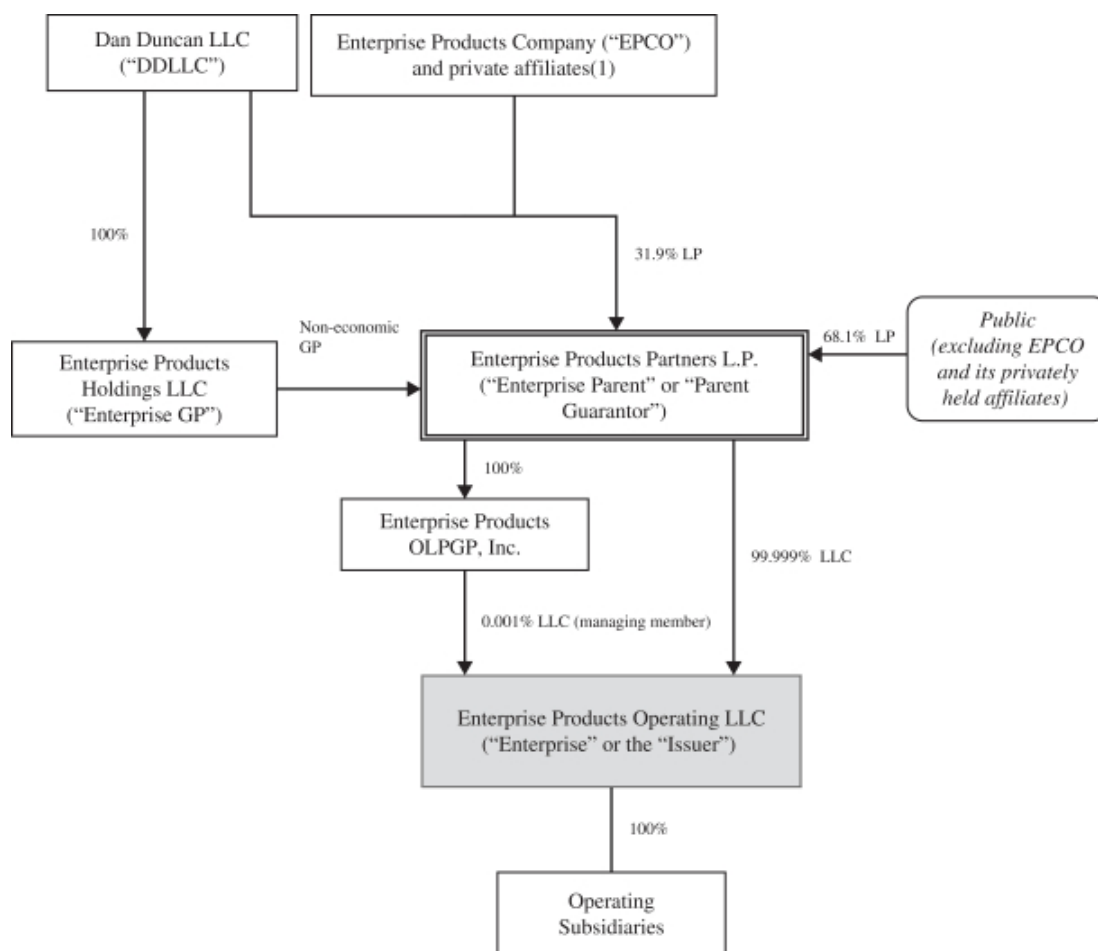 Dan Duncan LLC
(“DDLLC”)
Enterprise Products Company (“EPCO”)
and private affiliates(1)
100%
31.9% LP
Non-economic
GP
68.1% LP
Public
(excluding EPCO
and its privately
held affiliates)
Enterprise Products
Holdings LLC
(“Enterprise GP”)
Enterprise Products Partners L.P.
(“Enterprise Parent” or “Parent
Guarantor”)
100%
Enterprise Products
OLPGP, Inc.
99.999% LLC
0.001% LLC (managing member)
Enterprise Products Operating LLC
(“Enterprise” or the “Issuer”)
100%
Operating
Subsidiaries